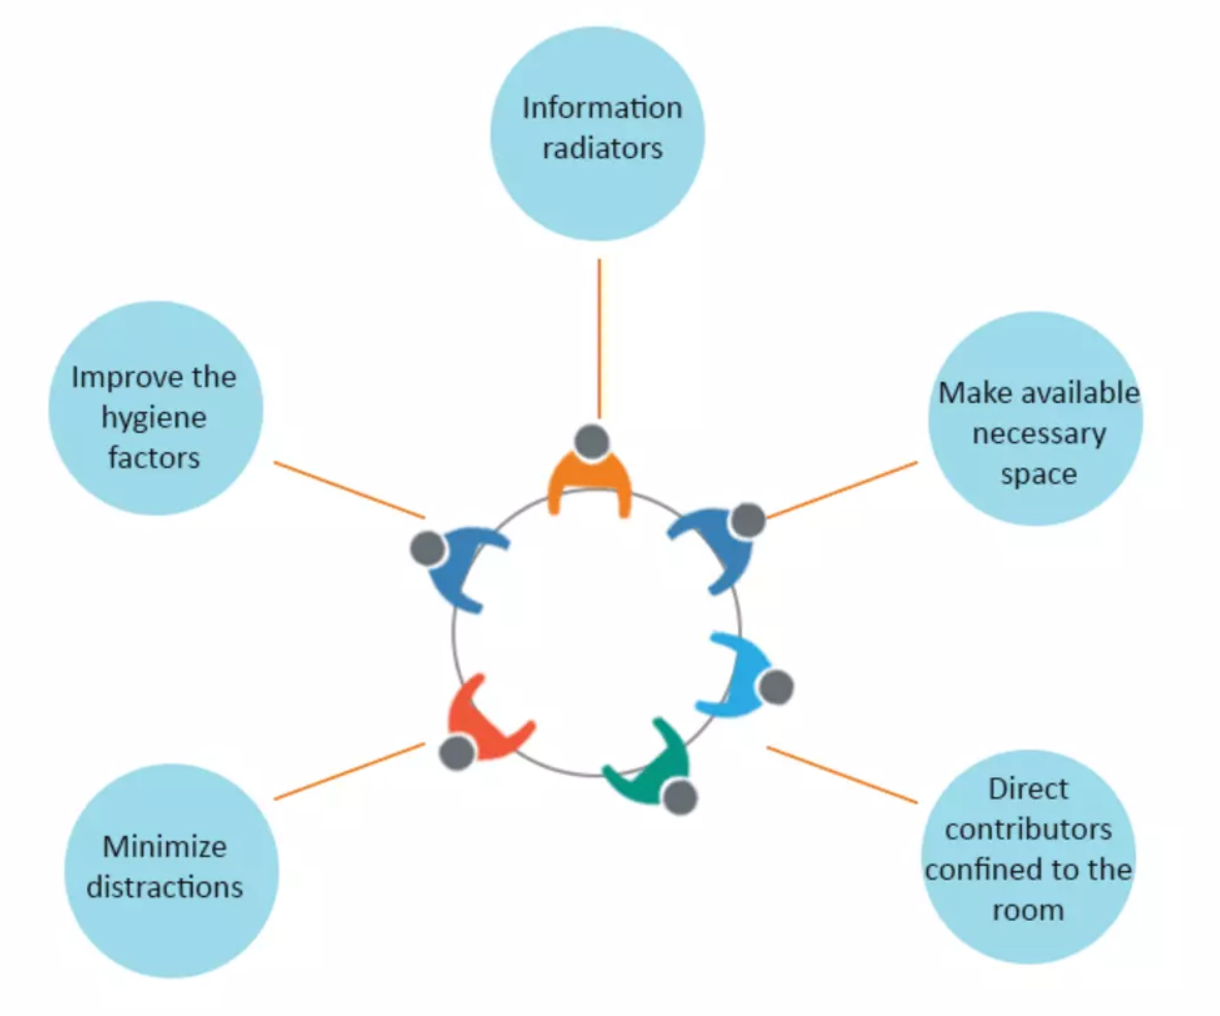 Information
radiators
Improve the
hygiene
factors
Make available
necessary
space
Minimize
distractions
Direct
contributors
confined to the
room